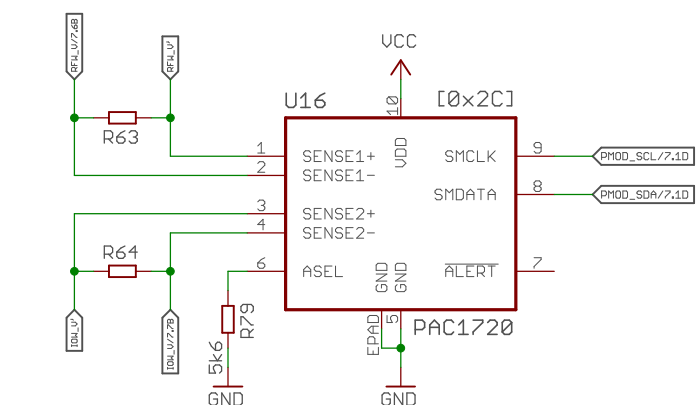 RFW_V/7.6B
RFW_V'
VCC
U16
[0x2C]
10
R63
1
SENSE1+
VDD
SMCLK
9
PMOD_SCL/7.1D
2
SENSE1-
SMDATA
8
PMOD_SDA/7.1D
3
SENSE2+
4
SENSE2-
R64
6
ASEL
GND
GND
ALERT
7
IOW_V'
IOW_V/7.7B
R79
5k6
EPAD
5
PAC1720
GND
GND